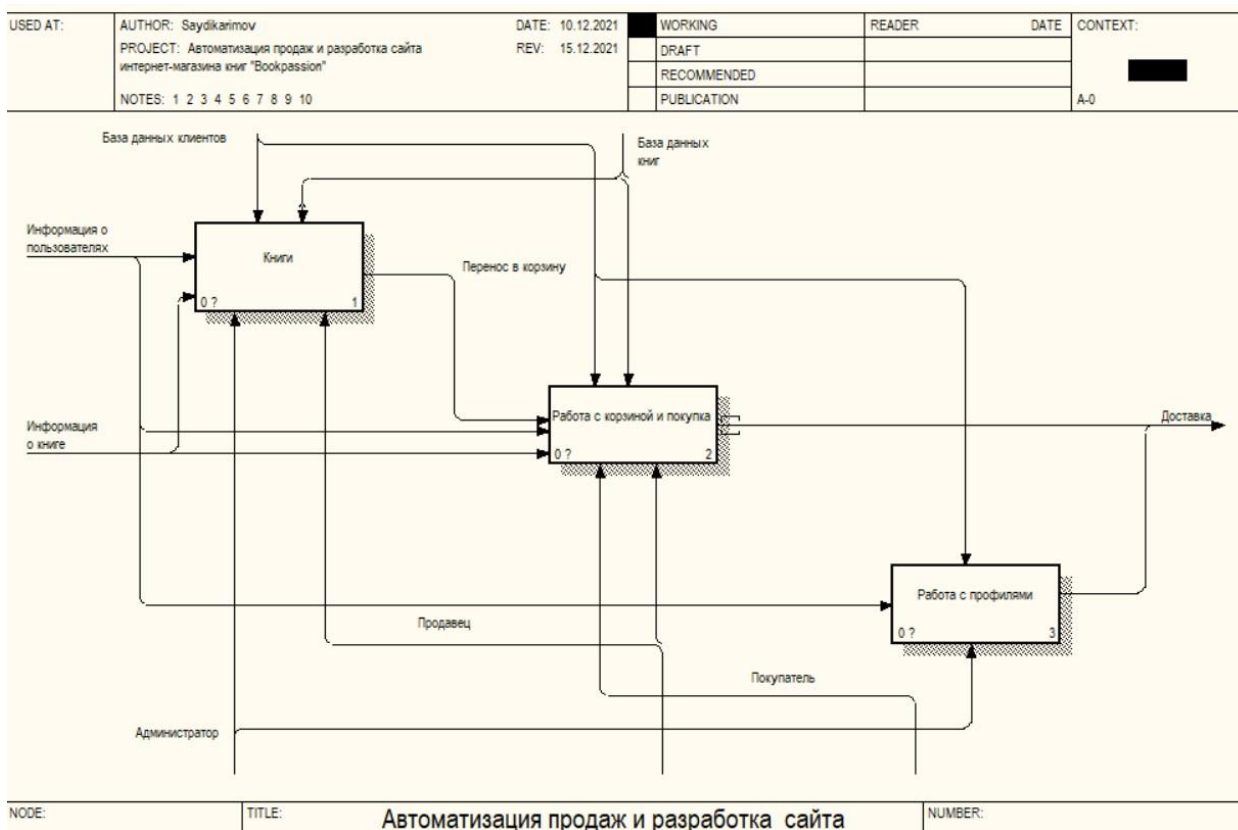 USED AT:
AUTHOR: Saydikarimov
DATE: 10.12.2021
WORKING
READER
DATE
CONTEXT:
PROJECT: Автоматизация продаж и разработка сайта
REV: 15.12.2021
DRAFT
интернет-магазина книг "Bookpassion"
RECOMMENDED
NOTES: 1 2 3 4 5 6 7 8 9 10
PUBLICATION
A-0
База данных клиентов
База данных
книг
Информация о
пользователях
Книги
Перенос в корзину
0 ?
1
Работа с корзиной и покупка
Доставка
Информация
о книге
0 ?
2
Работа с профилями
Продавец
0 ?
3
Покупатель
Администратор
NODE:
TITLE:
Автоматизация продаж и разработка сайта
NUMBER: